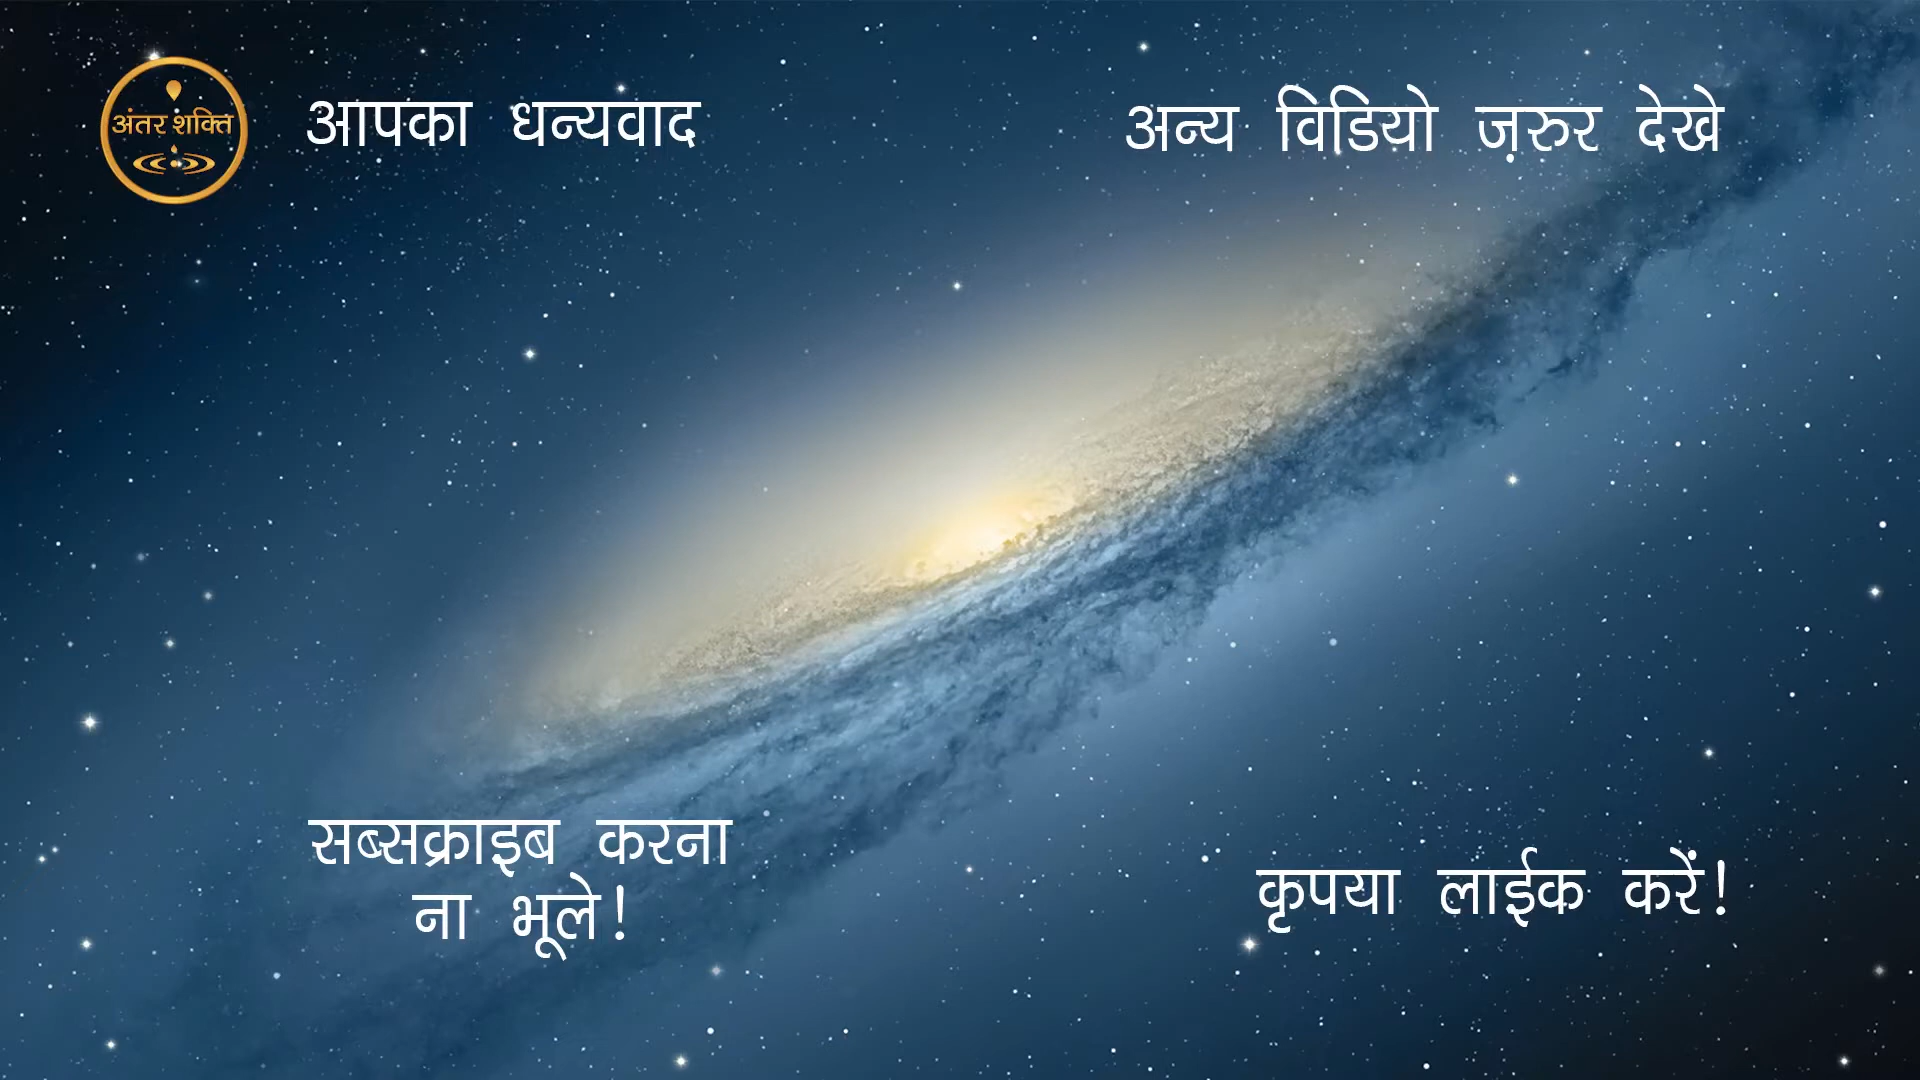 अंतर शक्ति
आपका धन्यवाद
अन्य विडियो ज़रुर देखे
सब्सक्राइब करना
ना भूले!
कृपया लाईक करें!